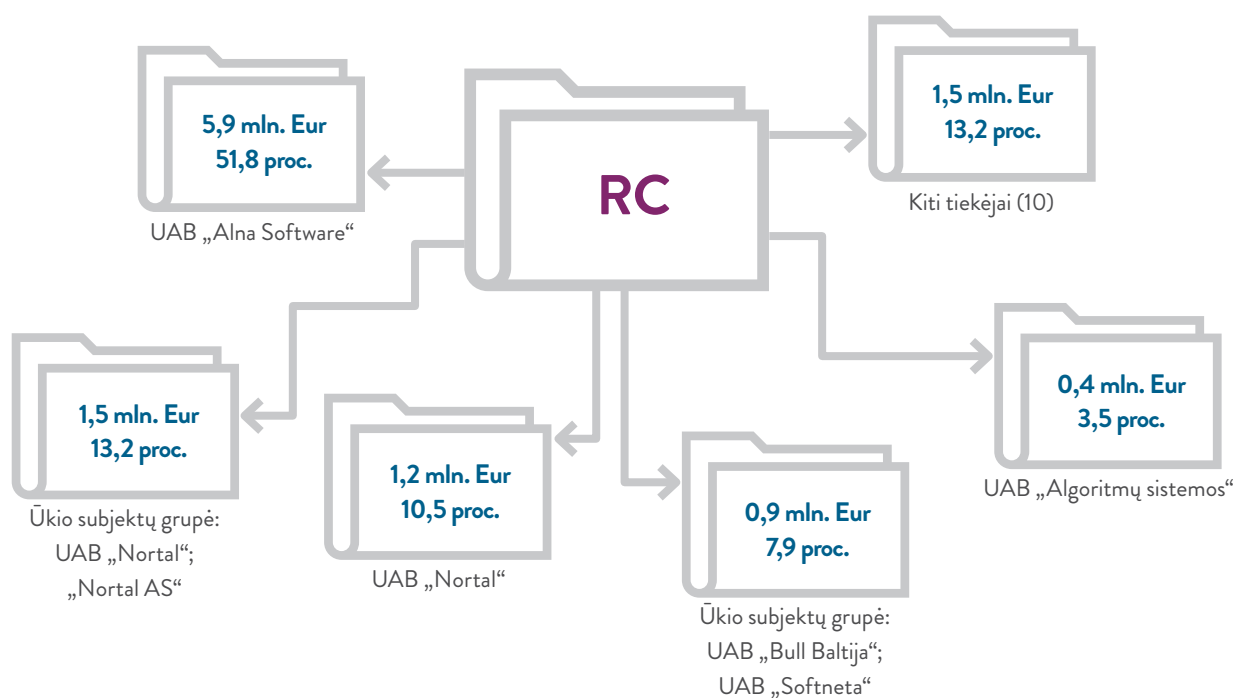 5,9 mln. Eur
51,8 proc.
UAB „Alna Software“
RC
1,5 mln. Eur
13,2 proc.
Kiti tiekėjai (10)
1,5 mln. Eur
13,2 proc.
Ūkio subjektų grupė:
UAB „Nortal“;
„Nortal AS“
1,2 mln. Eur
10,5 proc.
UAB „Nortal“
0,9 mln. Eur
7,9 proc.
Ūkio subjektų grupė:
UAB „Bull Baltija“;
UAB „Softneta“
0,4 mln. Eur
3,5 proc.
UAB „Algoritmų sistemos“